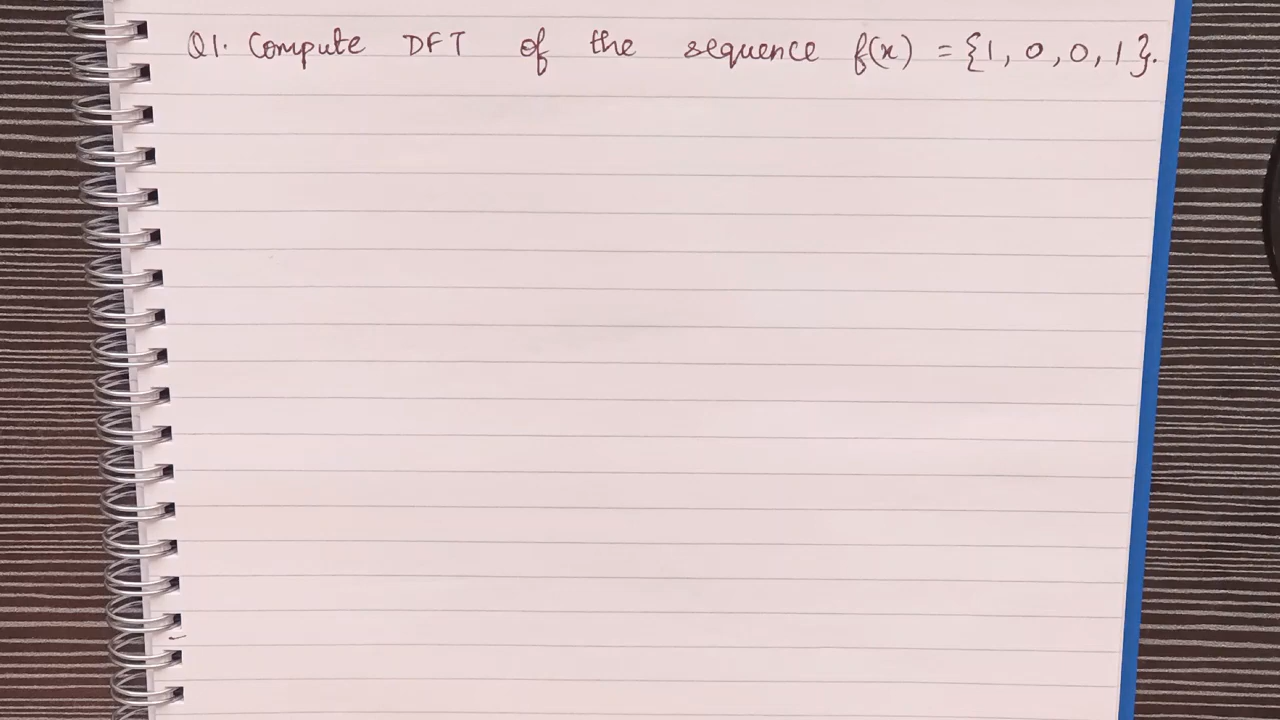 Q1. Compute DFT of the sequence f(x) = {1, 0, 0, 1}.